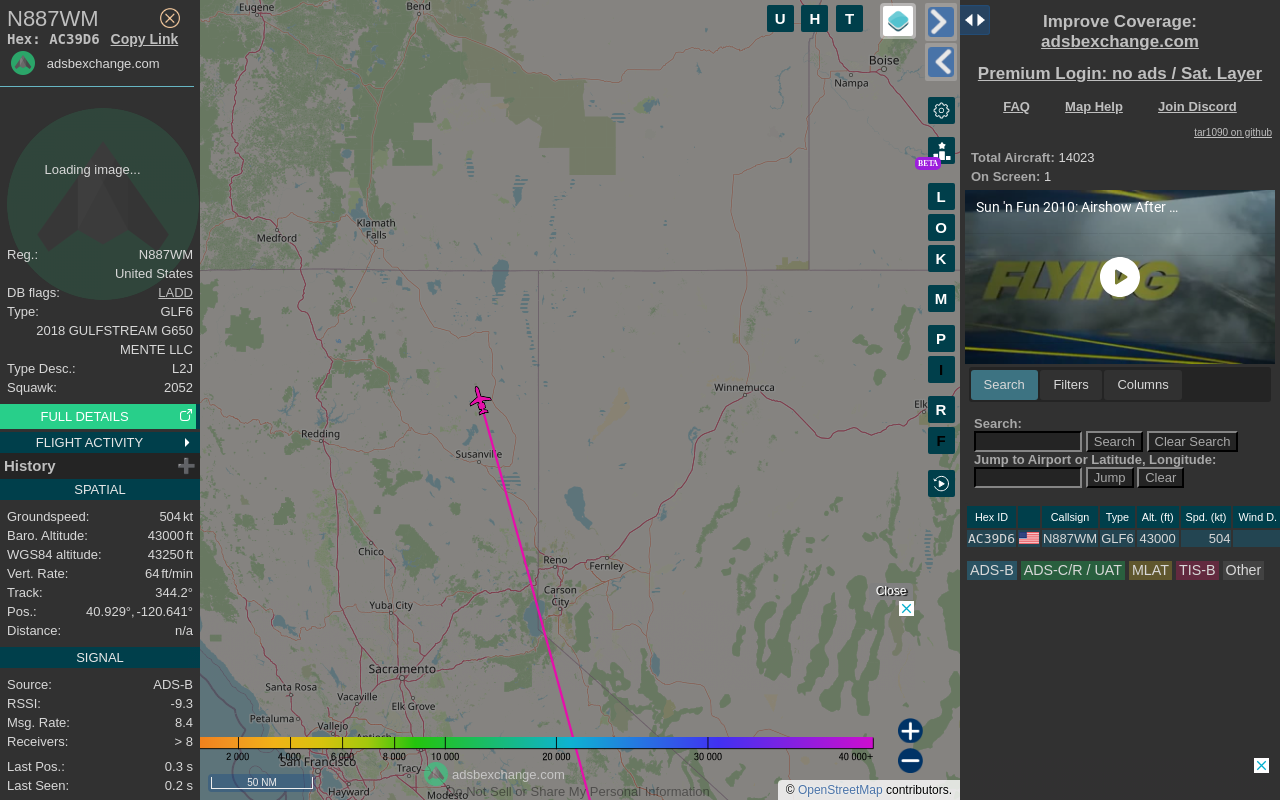 N887WM
Hex: AC39D6 Copy Link
adsbexchange.com
Loading image...
Reg.: N887WM
United States
DB flags: LADD
Type: GLF6
2018 GULFSTREAM G650
MENTE LLC
Type Desc.: L2J
Squawk: 2052
FULL DETAILS
FLIGHT ACTIVITY
History
SPATIAL
Groundspeed: 504 kt
Baro. Altitude: 43000 ft
WGS84 altitude: 43250 ft
Vert. Rate: 64 ft/min
Track: 344.2°
Pos.: 40.929°, -120.641°
Distance: n/a
SIGNAL
Source: ADS-B
RSSI: -9.3
Msg. Rate: 8.4
Receivers: > 8
Last Pos.: 0.3 s
Last Seen: 0.2 s
Eugene
Bend
Boise
Nampa
Klamath
Falls
Medford
Winnemucca
Elk
Redding
Susanville
Chico
Reno
Fernley
Carson
City
Yuba City
Sacramento
Santa Rosa
Vacaville
Elk Grove
Petaluma
Vallejo
Antioch
San Francisco
Tracy
Hayward
Modesto
U H T
BETA
L
O
K
M
P
I
R
F
Close
2 000 4 000 6 000 8 000 10 000 20 000 30 000 40 000+
50 NM
adsbexchange.com
Do Not Sell or Share My Personal Information
© OpenStreetMap contributors.
Improve Coverage:
adsbexchange.com
Premium Login: no ads / Sat. Layer
FAQ Map Help Join Discord
tar1090 on github
Total Aircraft: 14023
On Screen: 1
Sun 'n Fun 2010: Airshow After ...
FLYING
Search Filters Columns
Search:
Search Clear Search
Jump to Airport or Latitude, Longitude:
Jump Clear
Hex ID Callsign Type Alt. (ft) Spd. (kt) Wind D.
AC39D6 N887WM GLF6 43000 504
ADS-B ADS-C/R / UAT MLAT TIS-B Other